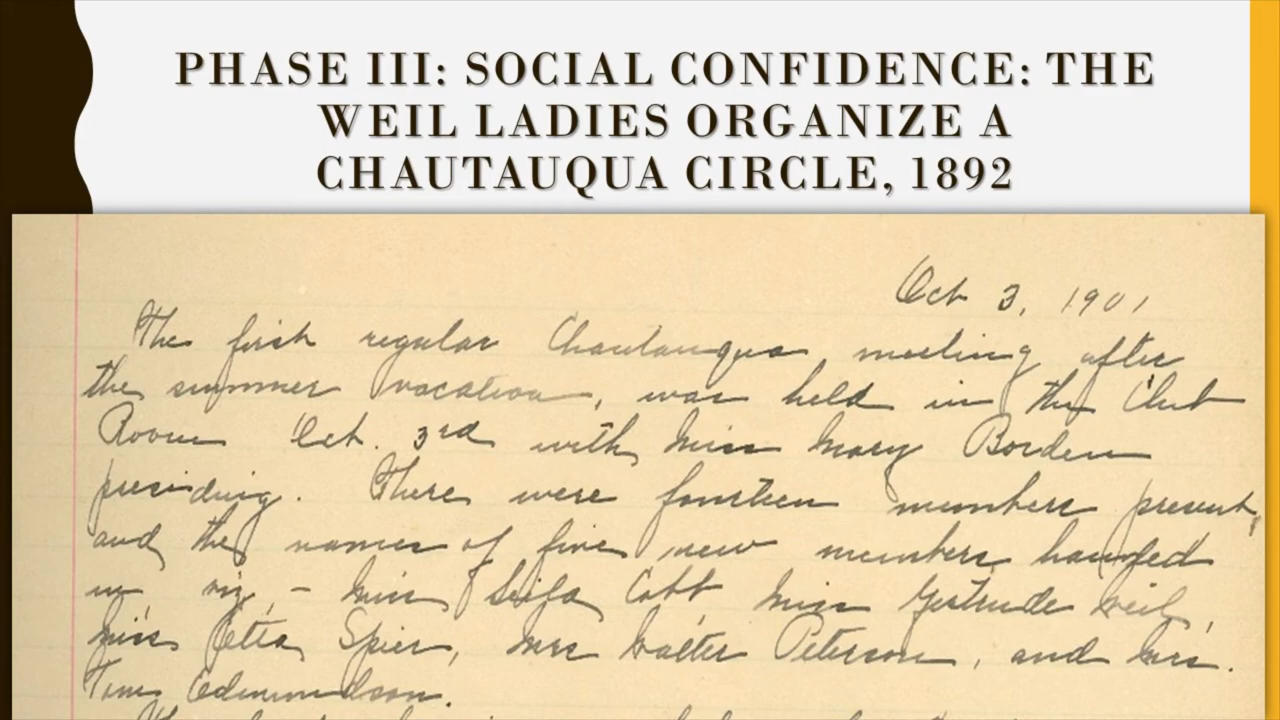 PHASE III: SOCIAL CONFIDENCE: THE
WEIL LADIES ORGANIZE A
CHAUTAUQUA CIRCLE, 1892
Oct 3, 1901
The first regular Chautauqua, meeting after
the summer vacation, was held in the Club
Room Oct. 3rd with Miss Mary Borden
presiding. There were fourteen members present,
and the names of five new members handed
in viz, - Miss Cobb Miss Gertrude Weil,
Miss Etta Spier, Mrs Walter Peterson, and Mrs.
Tom Edmundson.